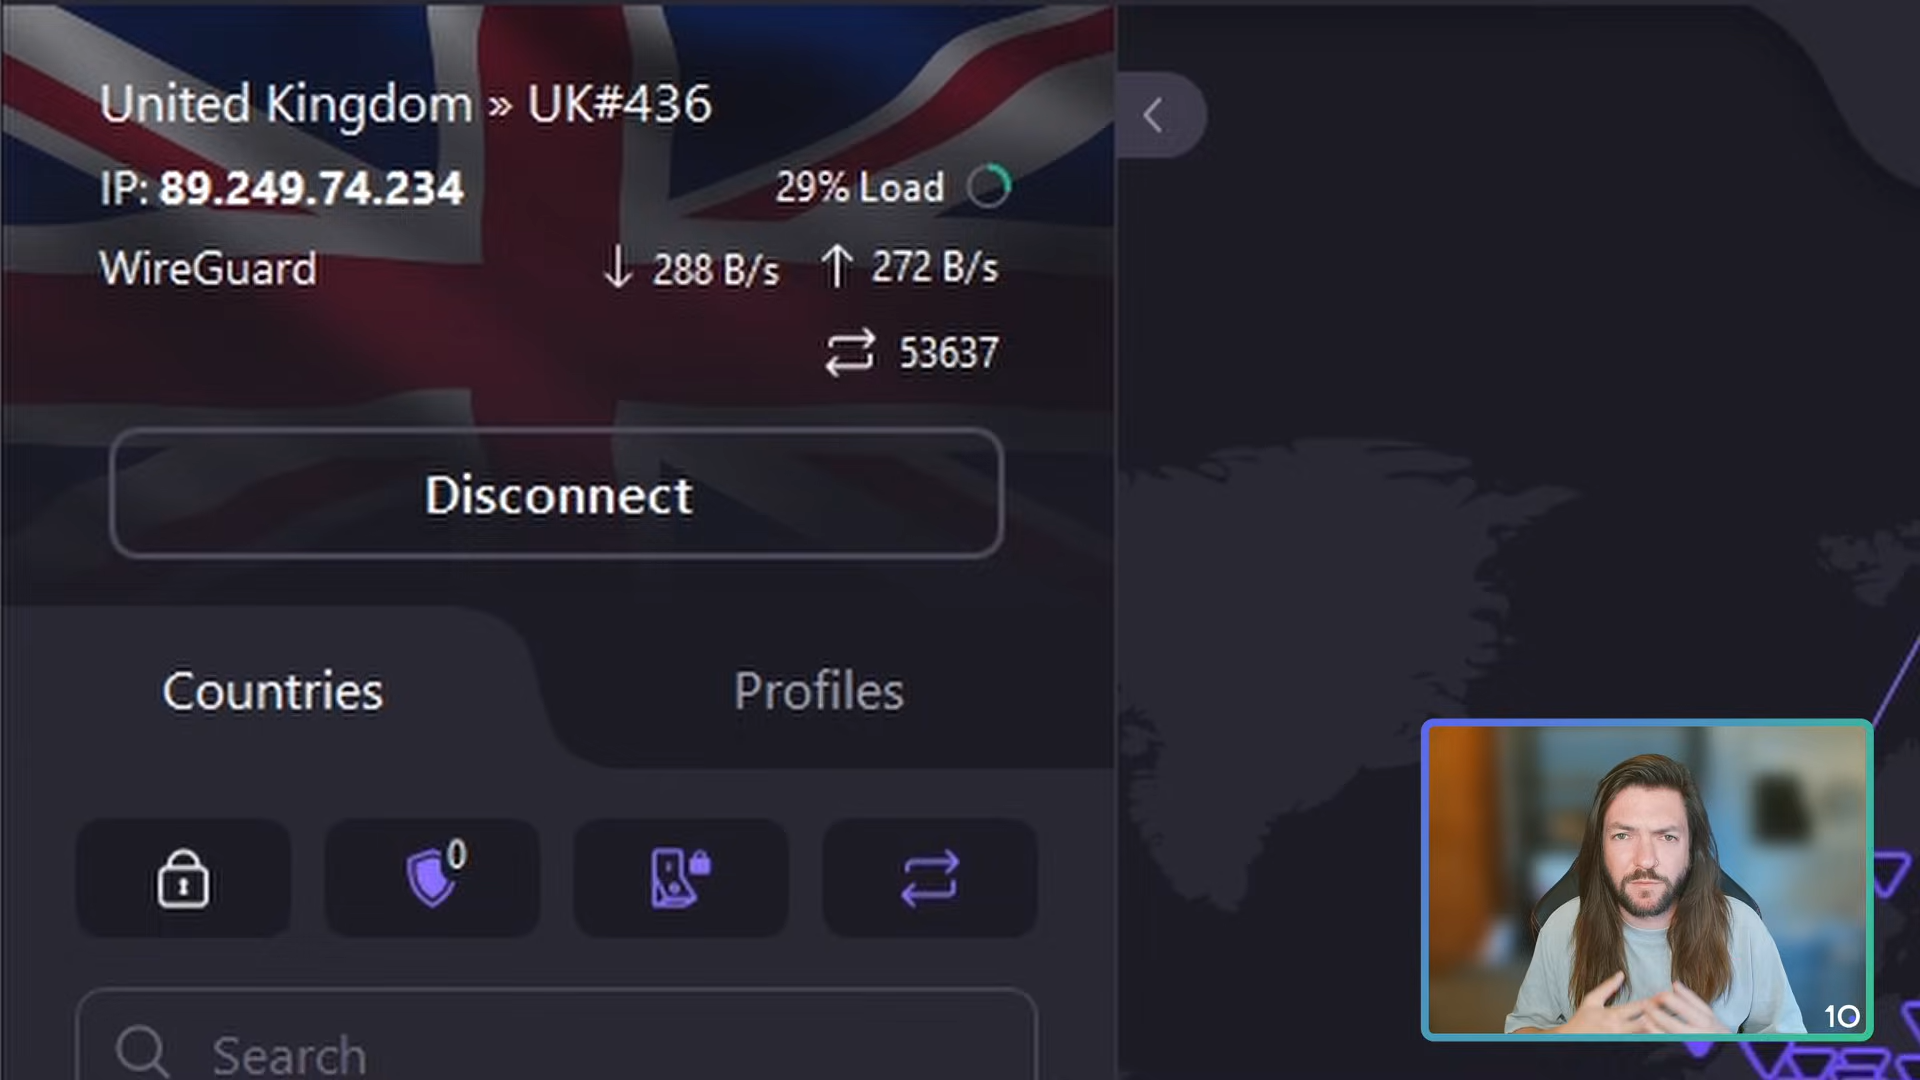 United Kingdom » UK#436
IP: 89.249.74.234 29% Load
WireGuard ↓ 288 B/s ↑ 272 B/s
53637
Disconnect
Countries Profiles
0
Search
10